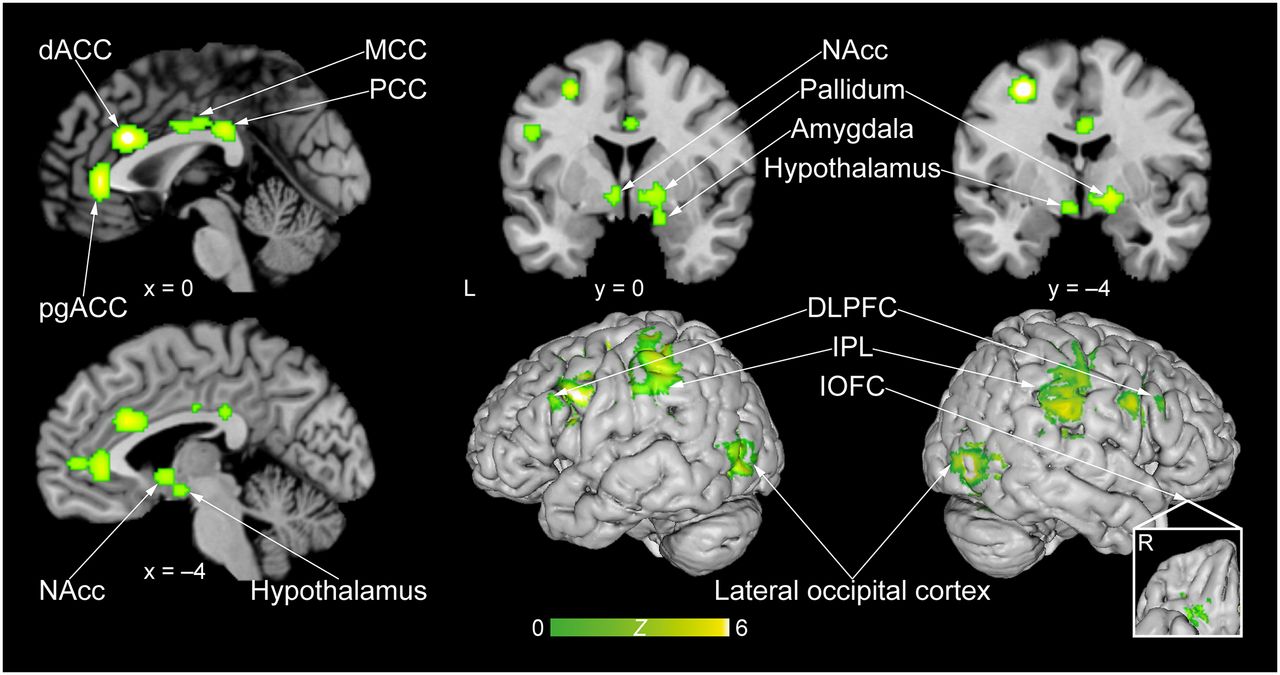 dACC
MCC
PCC
pgACC
x = 0
NAcc
Pallidum
Amygdala
Hypothalamus
L
y = 0
y = –4
DLPFC
IPL
lOFC
NAcc
x = –4
Hypothalamus
Lateral occipital cortex
R
0
Z
6